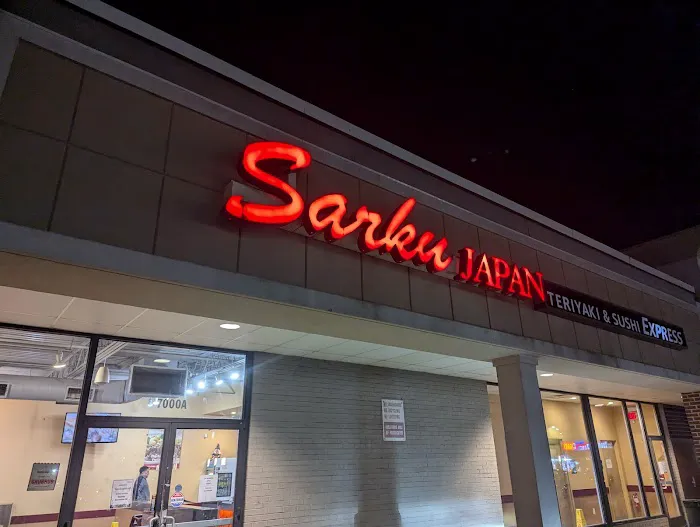 Sarku JAPAN
TERIYAKI & SUSHI EXPRESS
7000A